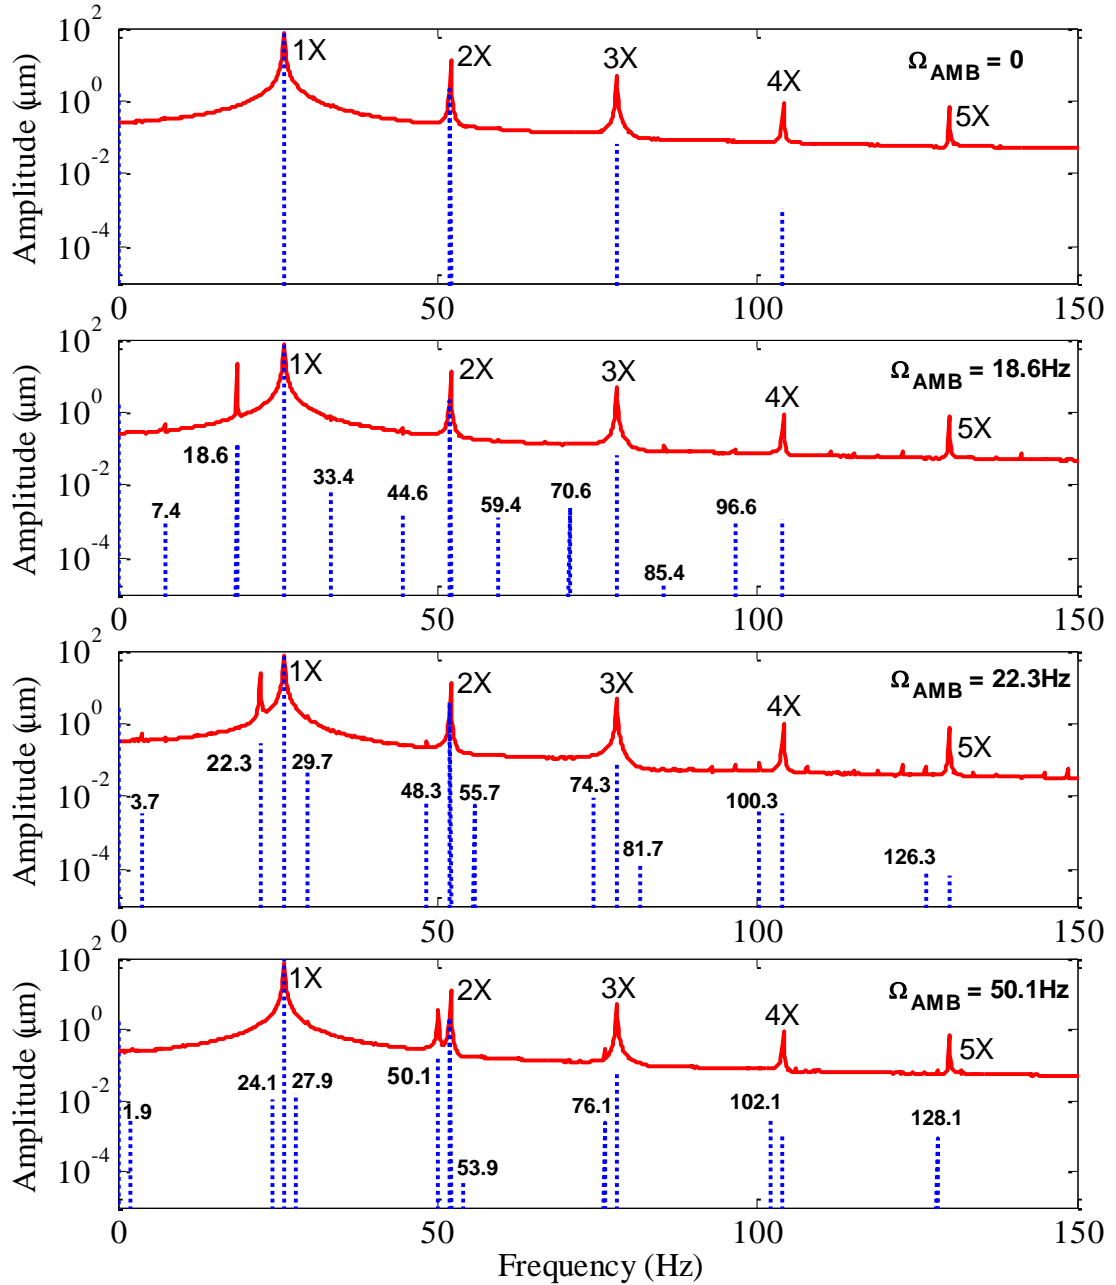 10^2
10^0
10^-2
10^-4
Amplitude (μm)
1X
2X
3X
4X
5X
Ω_AMB = 0
0
50
100
150
10^2
10^0
10^-2
10^-4
Amplitude (μm)
1X
2X
3X
4X
5X
Ω_AMB = 18.6Hz
7.4
18.6
33.4
44.6
59.4
70.6
85.4
96.6
0
50
100
150
10^2
10^0
10^-2
10^-4
Amplitude (μm)
1X
2X
3X
4X
5X
Ω_AMB = 22.3Hz
3.7
22.3
29.7
48.3
55.7
74.3
81.7
100.3
126.3
0
50
100
150
10^2
10^0
10^-2
10^-4
Amplitude (μm)
1X
2X
3X
4X
5X
Ω_AMB = 50.1Hz
1.9
24.1
27.9
50.1
53.9
76.1
102.1
128.1
0
50
100
150
Frequency (Hz)